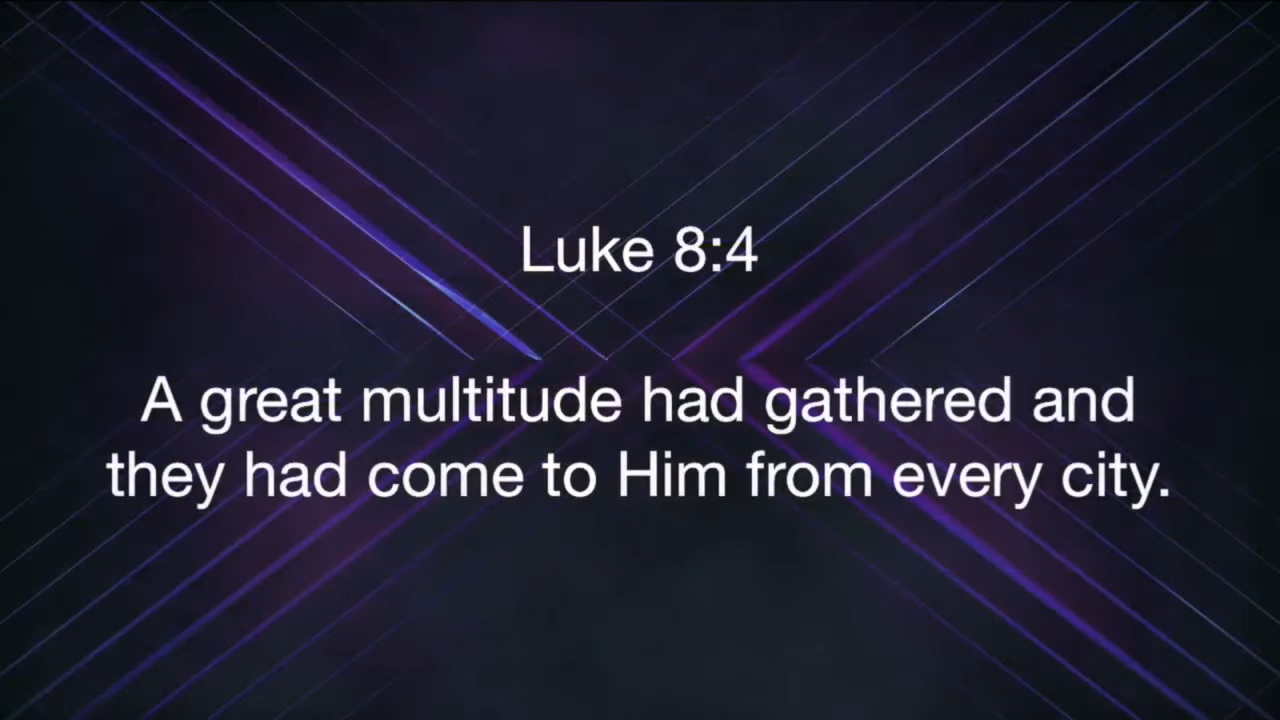 Luke 8:4
A great multitude had gathered and
they had come to Him from every city.